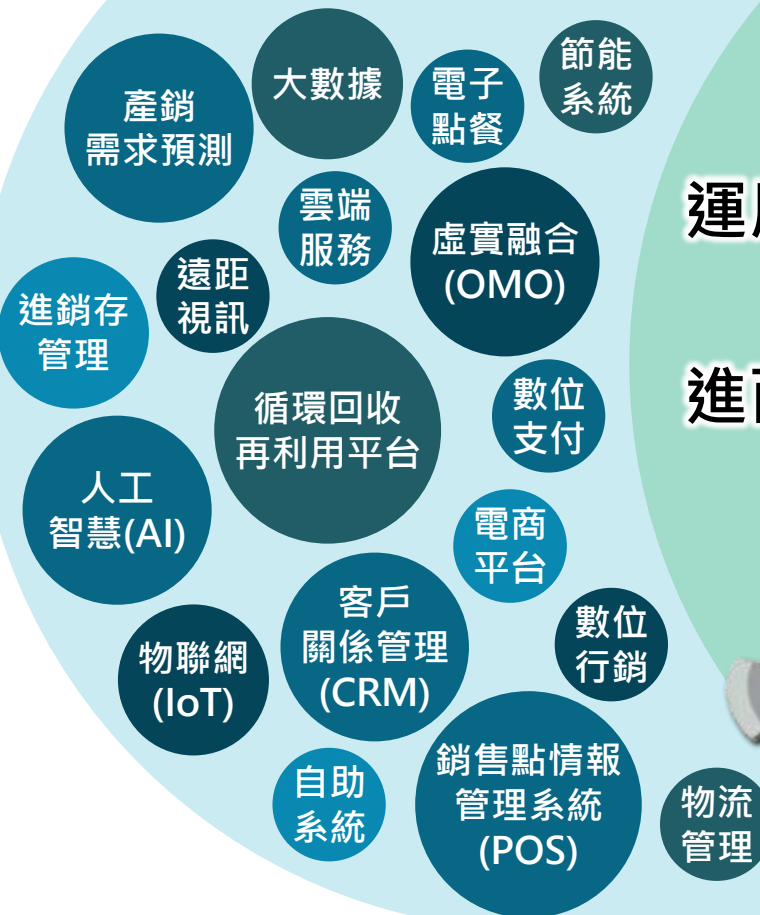 產銷
需求預測
大數據
電子
點餐
節能
系統
雲端
服務
虛實融合
(OMO)
遠距
視訊
進銷存
管理
循環回收
再利用平台
數位
支付
人工
智慧(AI)
電商
平台
客戶
關係管理
(CRM)
數位
行銷
物聯網
(IoT)
自助
系統
銷售點情報
管理系統
(POS)
物流
管理
運
進